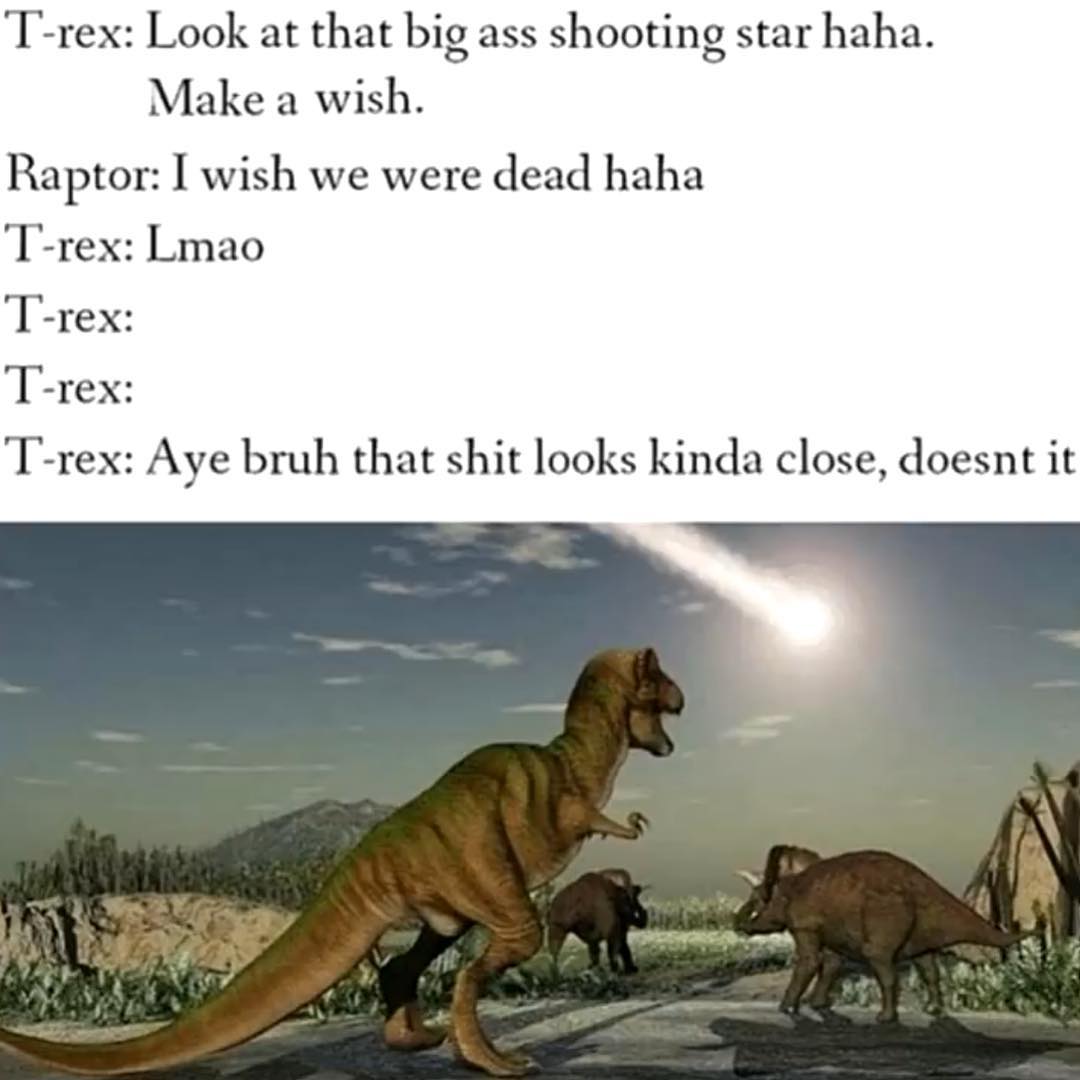 T-rex: Look at that big ass shooting star haha.
Make a wish.
Raptor: I wish we were dead haha
T-rex: Lmao
T-rex:
T-rex:
T-rex: Aye bruh that shit looks kinda close, doesnt it